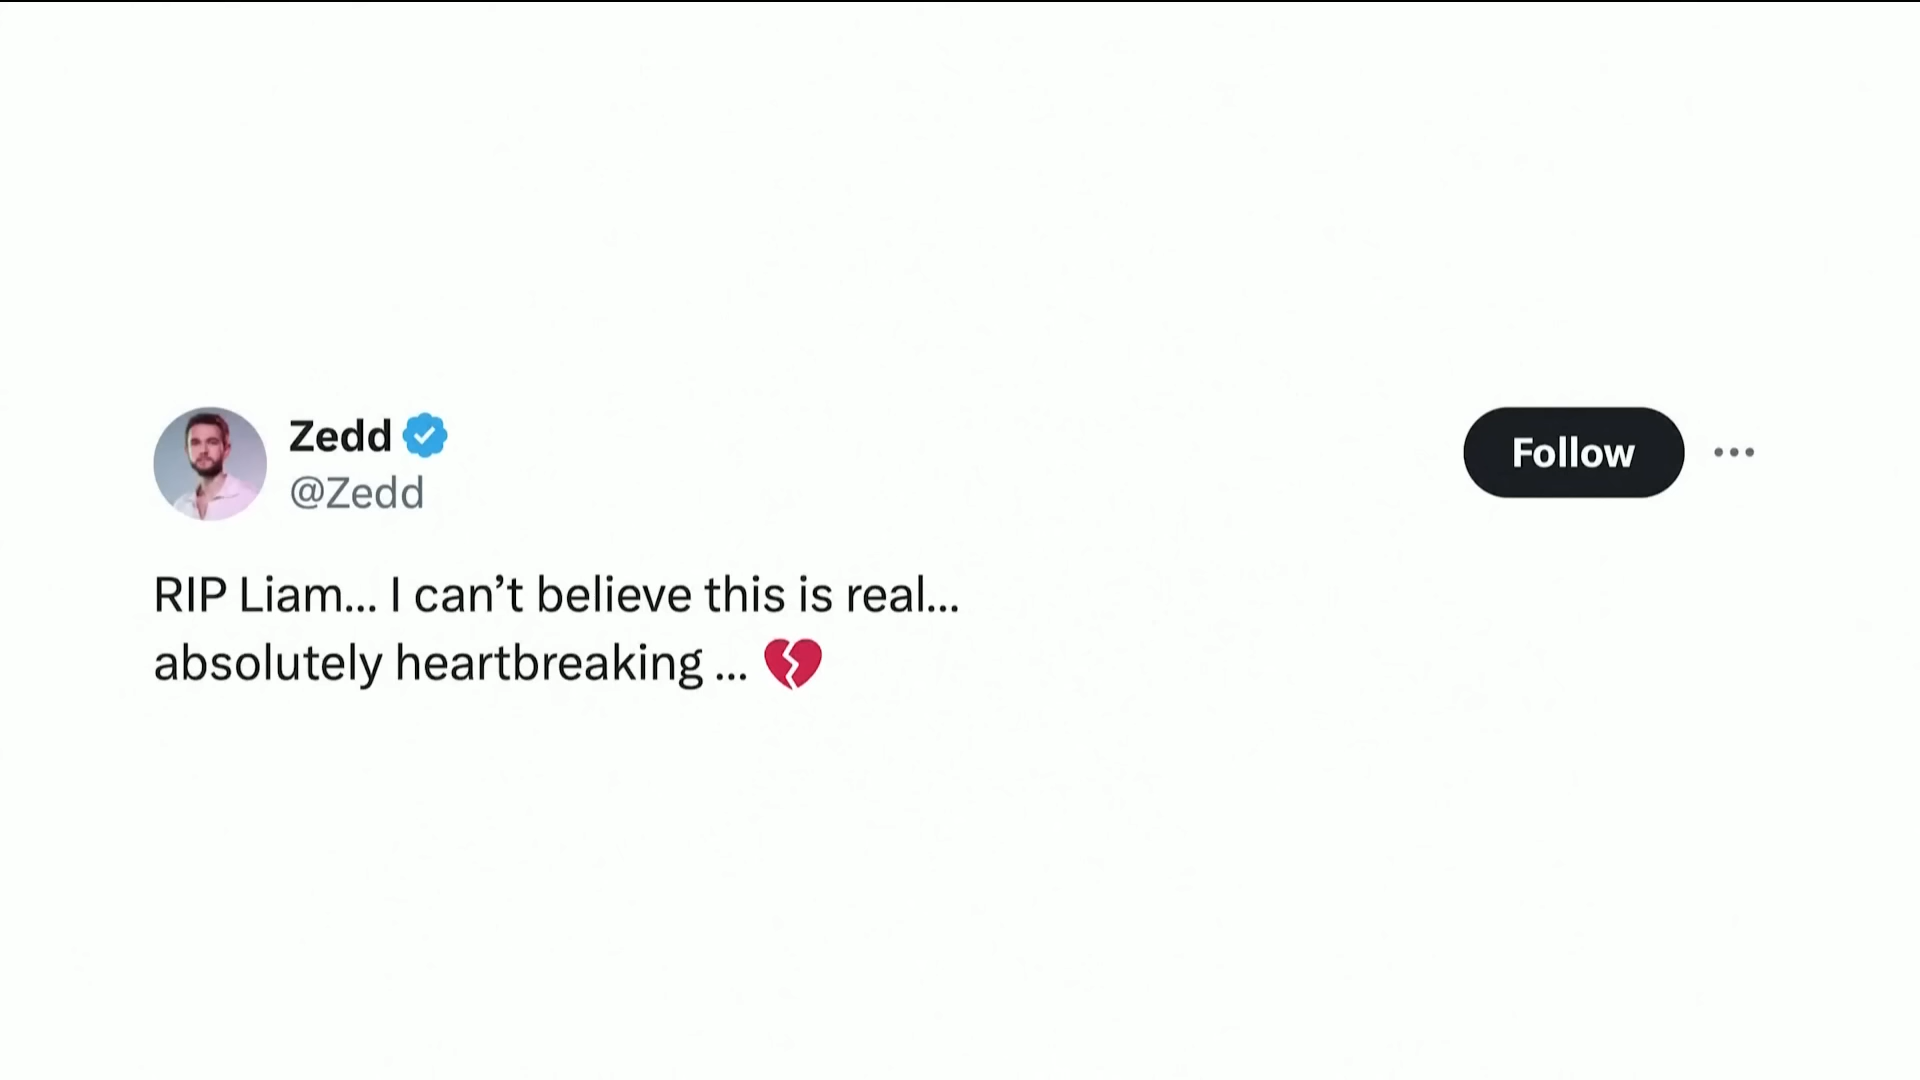 Zedd
@Zedd
Follow
RIP Liam... I can’t believe this is real...
absolutely heartbreaking ... 💔